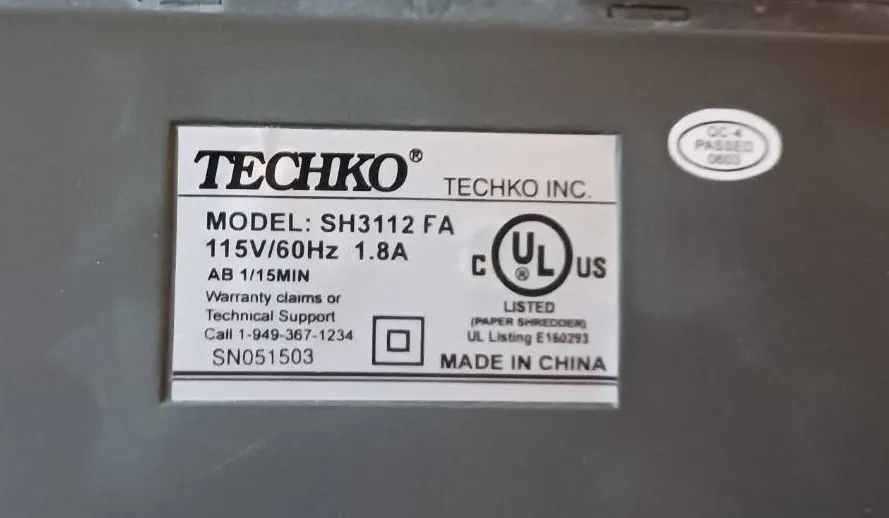 TECHKO®
TECHKO INC.
MODEL: SH3112 FA
115V/60Hz 1.8A
AB 1/15MIN
Warranty claims or
Technical Support
Call 1-949-367-1234
SN051503
C UL® US
LISTED
(PAPER SHREDDER)
UL Listing E160293
MADE IN CHINA
QC-4
PASSED
0603